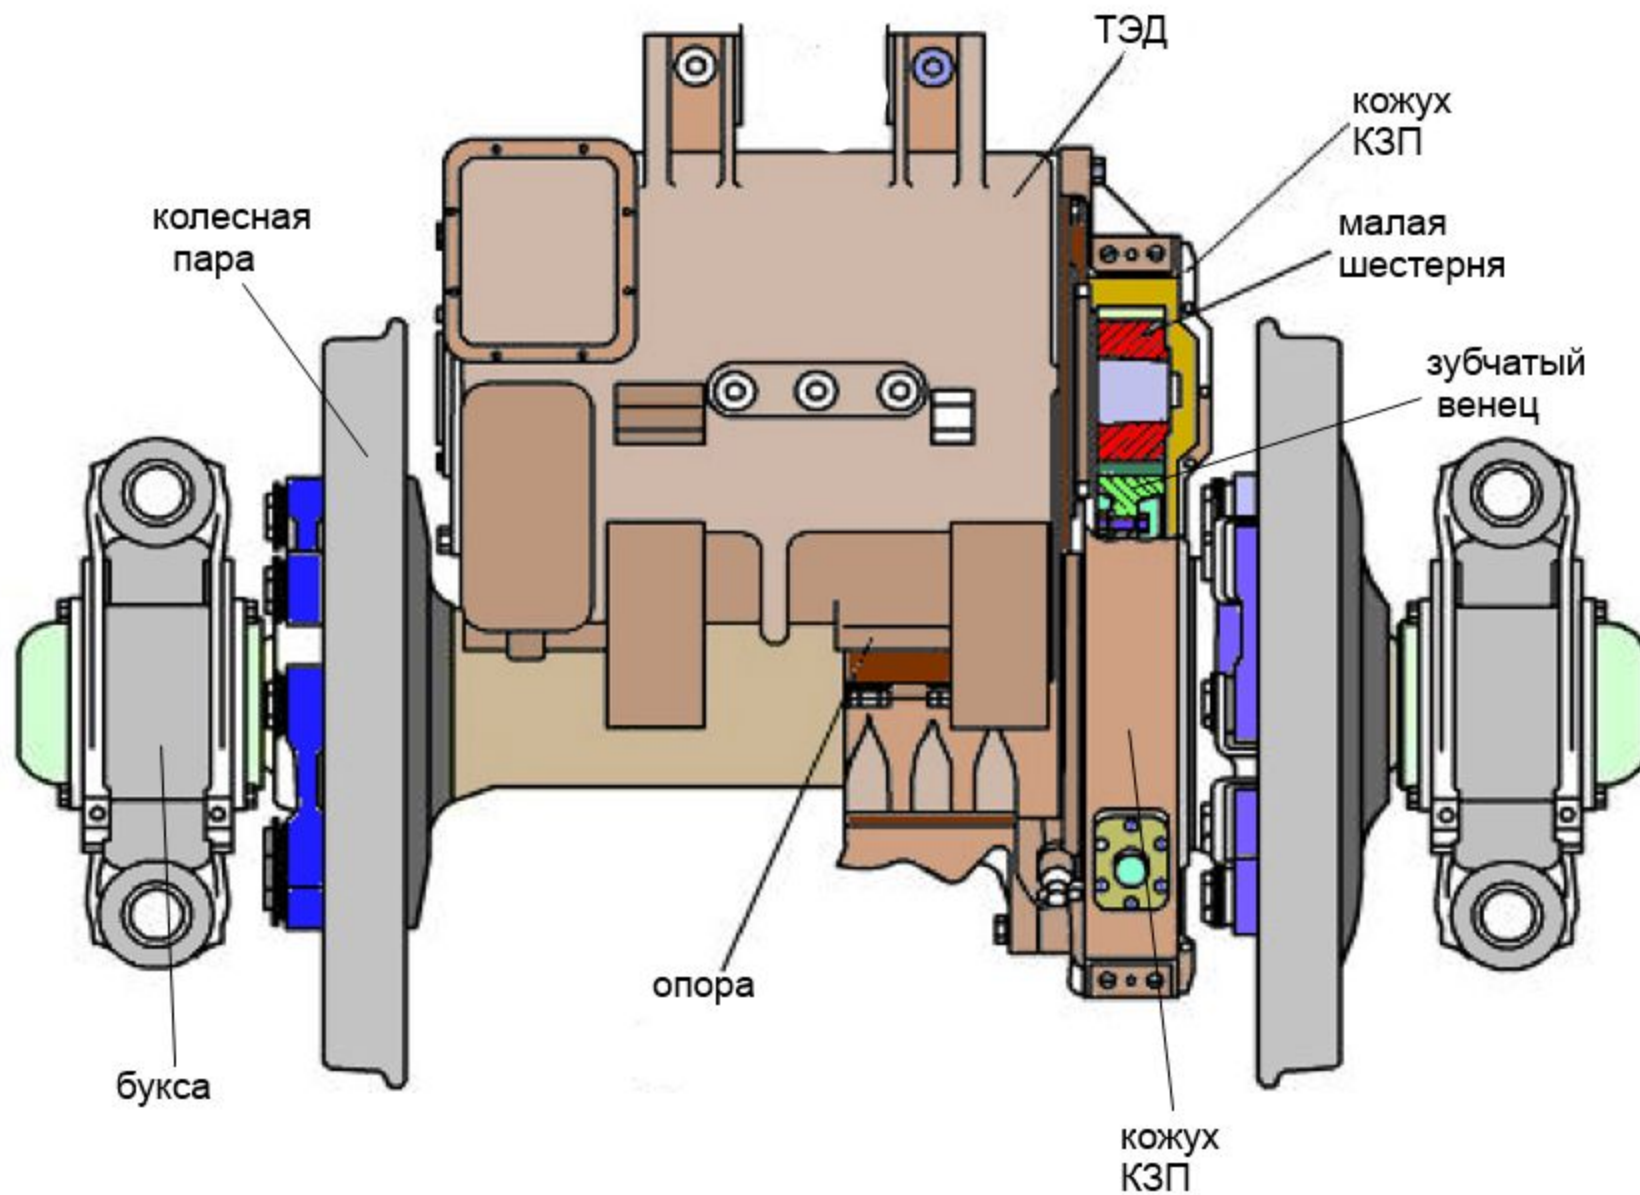 ТЭД
кожух
КЗП
колесная
пара
малая
шестерня
зубчатый
венец
опора
букса
кожух
КЗП